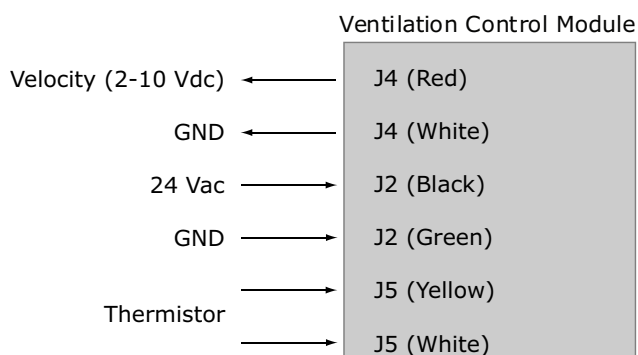 Ventilation Control Module
Velocity (2-10 Vdc) J4 (Red)
GND J4 (White)
24 Vac J2 (Black)
GND J2 (Green)
J5 (Yellow)
Thermistor
J5 (White)